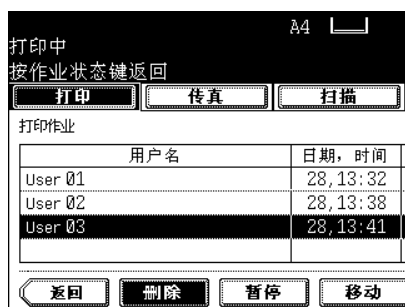 A4
打印中
按作业状态键返回
打印 传真 扫描
打印作业
用户名 日期, 时间
User 01 28,13:32
User 02 28,13:38
User 03 28,13:41
返回 删除 暂停 移动